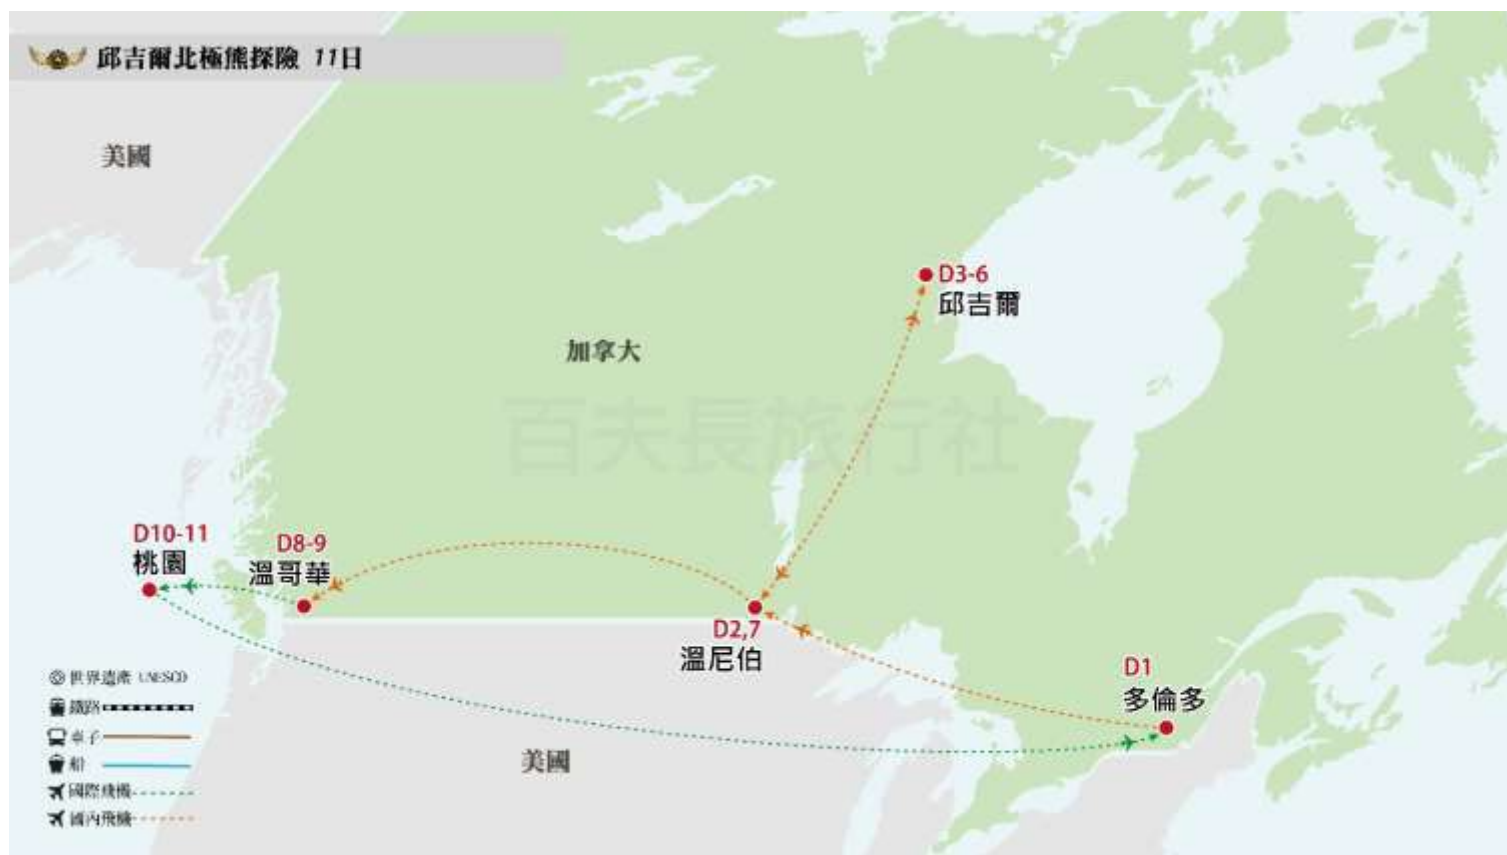 邱吉爾北極熊探險 11日
美國
D3-6
邱吉爾
加拿大
百夫長旅行社
D10-11
桃園
D8-9
溫哥華
D2,7
溫尼伯
D1
多倫多
美國
世界遺產 UNESCO
鐵路
車子
船
國際飛機
國內飛機